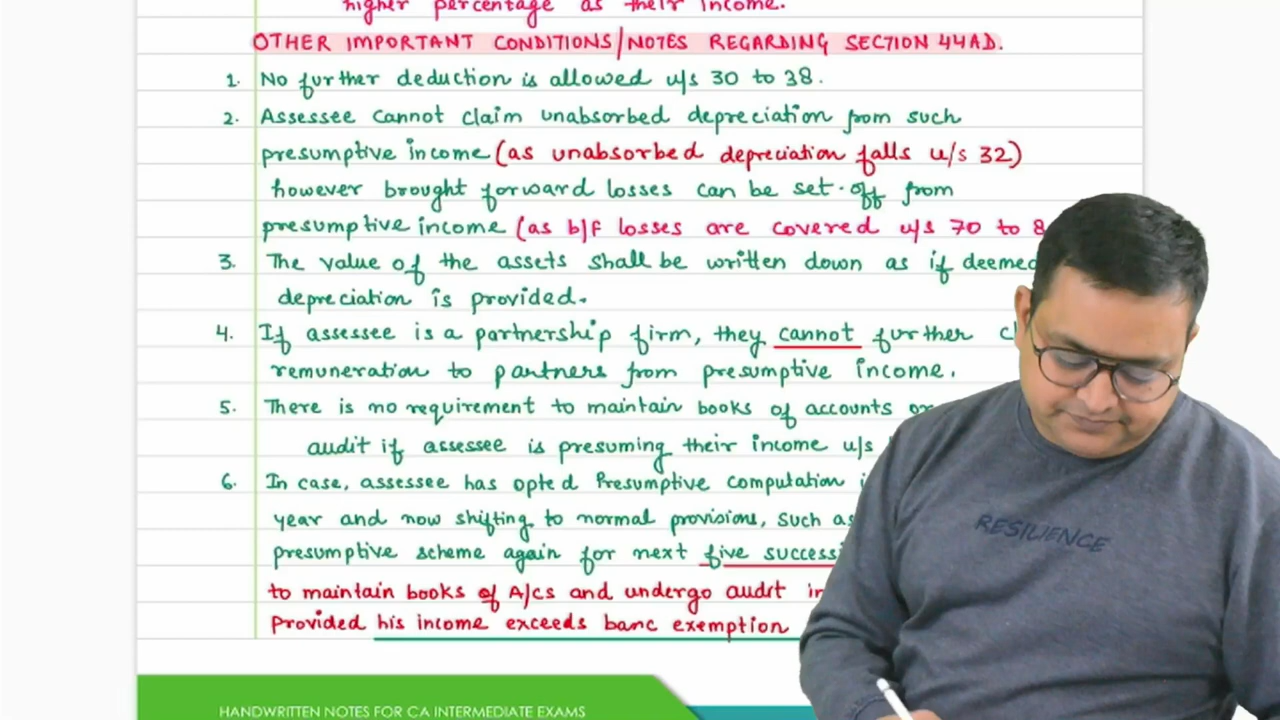 higher percentage as their income.
OTHER IMPORTANT CONDITIONS/NOTES REGARDING SECTION 44AD.
1. No further deduction is allowed u/s 30 to 38.
2. Assessee cannot claim unabsorbed depreciation from such
presumptive income (as unabsorbed depreciation falls u/s 32)
however brought forward losses can be set-off from
presumptive income (as b/F losses are covered u/s 70 to 8
3. The value of the assets shall be written down as if deemed
depreciation is provided.
4. If assessee is a partnership firm, they cannot further
remuneration to partners from presumptive income.
5. There is no requirement to maintain books of accounts
audit if assessee is presuming their income u/s
6. In case, assessee has opted Presumptive computation
year and now shifting to normal provisions, such
presumptive scheme again for next five
to maintain books of A/cs and undergo audit
Provided his income exceeds banc exemption
RESILIENCE
HANDWRITTEN NOTES FOR CA INTERMEDIATE EXAMS